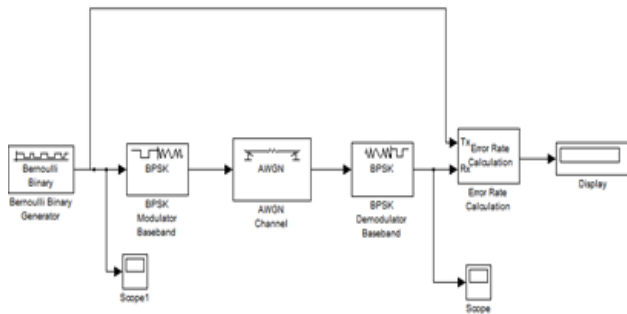 Bernoulli
Binary
Bernoulli Binary
Generator
BPSK
BPSK
Modulator
Baseband
AWGN
AWGN
Channel
BPSK
BPSK
Demodulator
Baseband
Tx
Rx
Error Rate
Calculation
Error Rate
Calculation
Display
Scope1
Scope